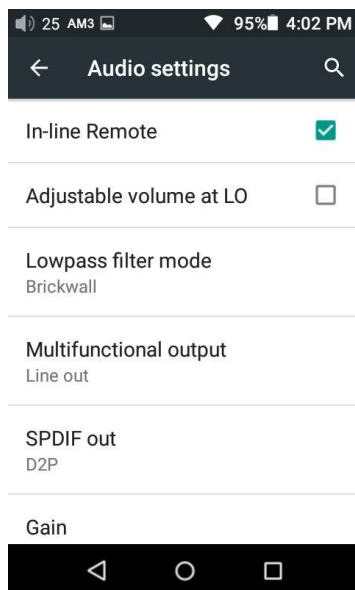 25 AM3 95% 4:02 PM
Audio settings
In-line Remote
Adjustable volume at LO
Lowpass filter mode
Brickwall
Multifunctional output
Line out
SPDIF out
D2P
Gain